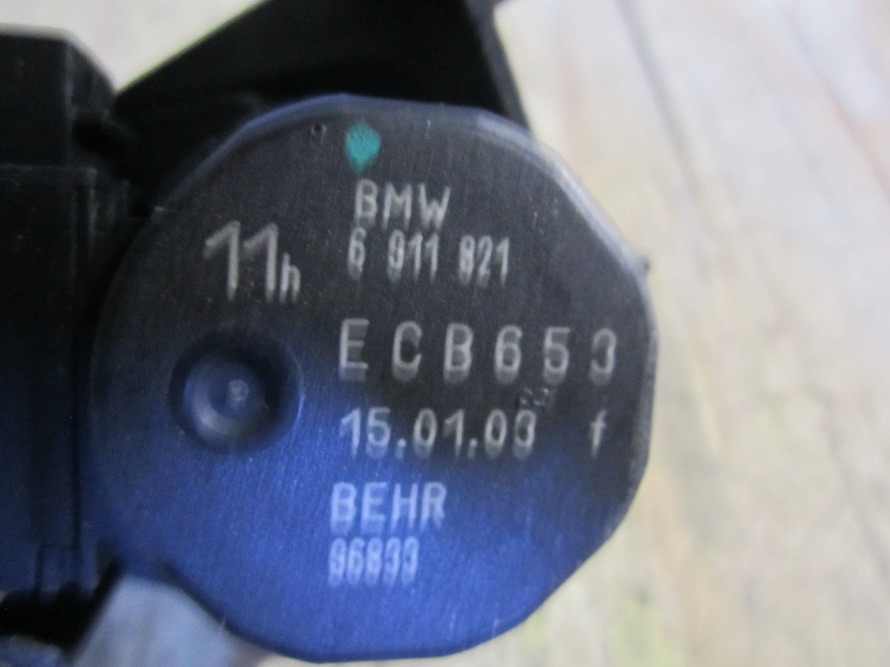 BMW
11h
6 911 821
ECB653
15.01.03 f
BEHR
96833